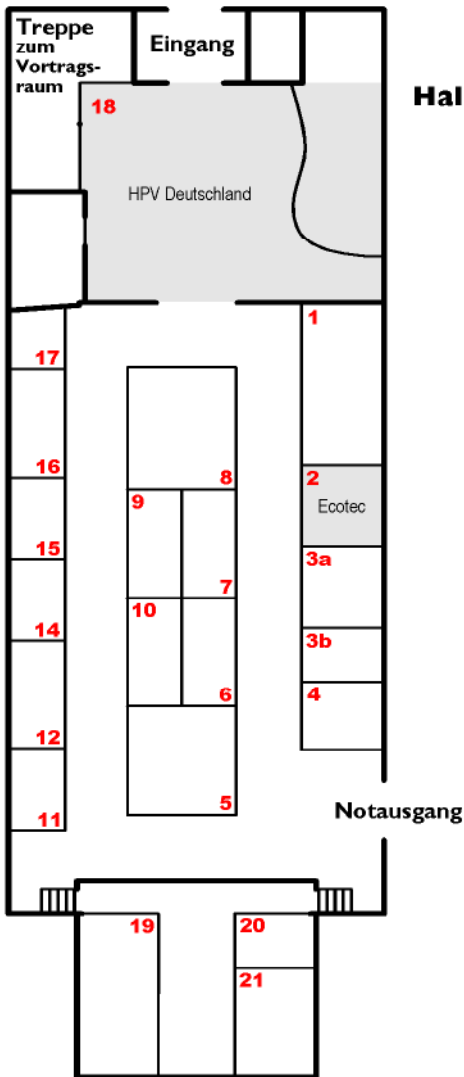 Treppe
zum
Vortrags-
raum
Eingang
Hal
18
HPV Deutschland
1
17
16
8
2
9
Ecotec
15
3a
7
10
14
3b
6
4
12
5
11
Notausgang
19
20
21